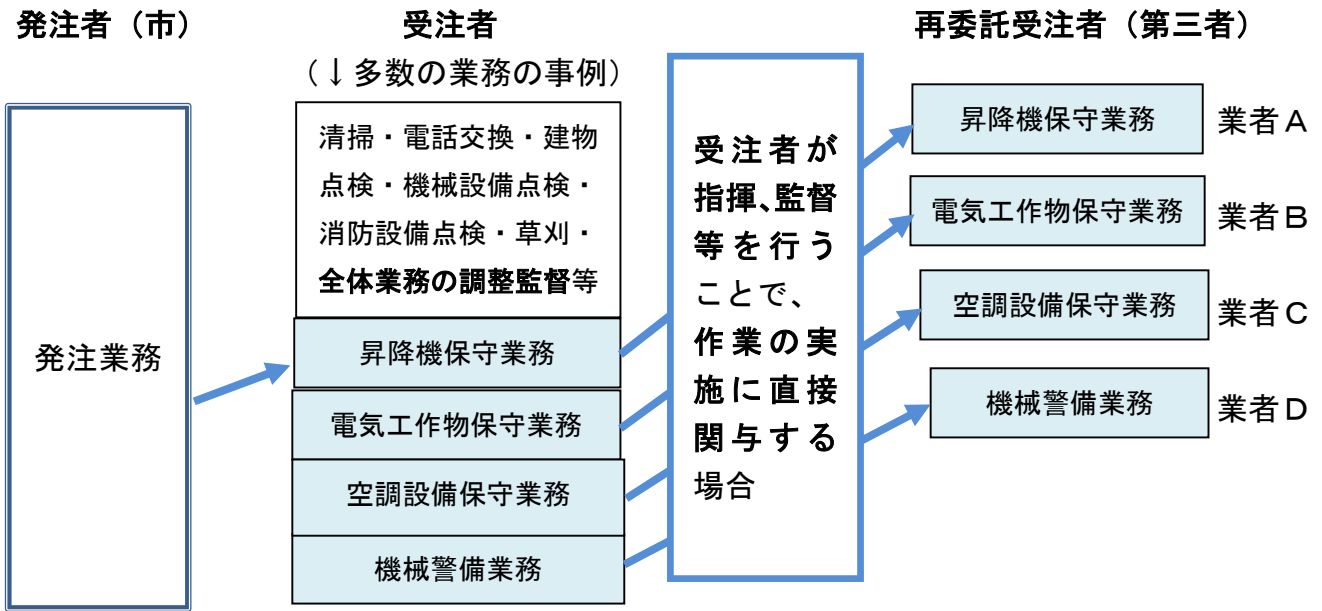 発注者（市）
受注者
再委託受注者（第三者）
（↓多数の業務の事例）
発注業務
清掃・電話交換・建物
点検・機械設備点検・
消防設備点検・草刈・
全体業務の調整監督等
昇降機保守業務
電気工作物保守業務
空調設備保守業務
機械警備業務
受注者が
指揮、監督
等を行う
ことで、
作業の実
施に直接
関与する
場合
昇降機保守業務 業者Ａ
電気工作物保守業務 業者Ｂ
空調設備保守業務 業者Ｃ
機械警備業務 業者Ｄ